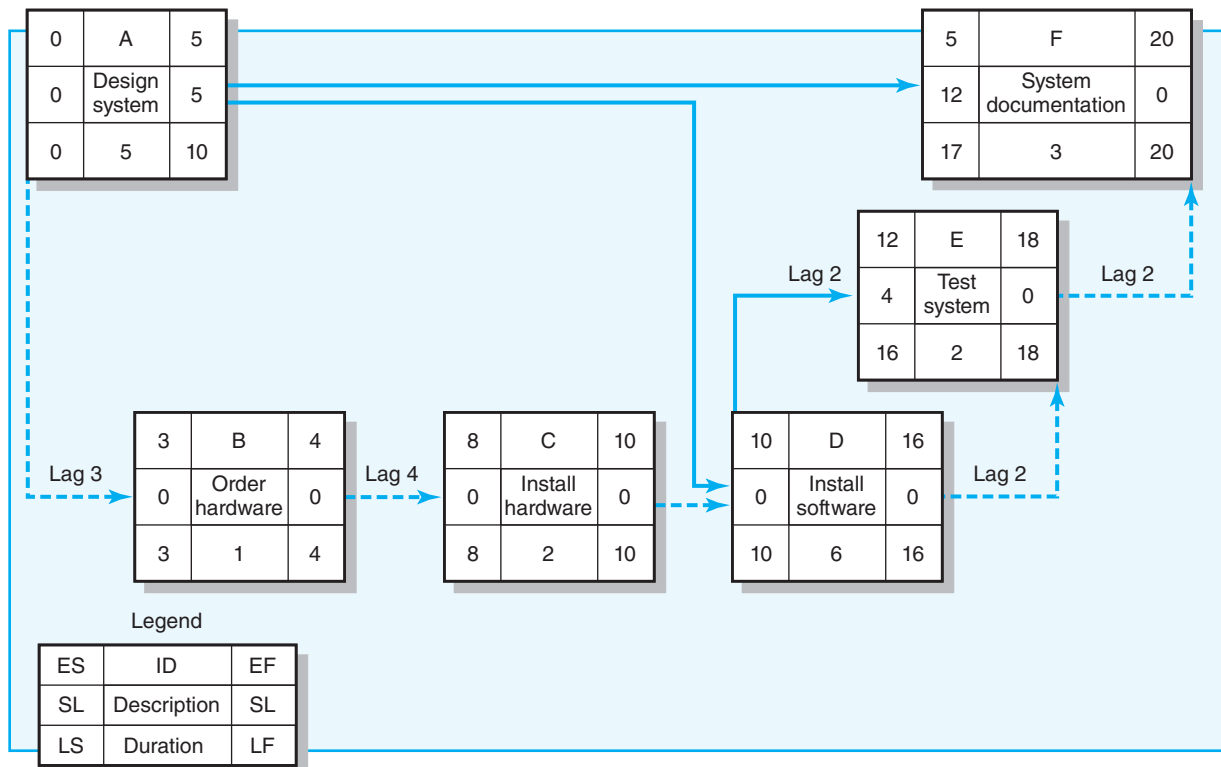 0 A 5
0 Design system 5
0 5 10
5 F 20
12 System documentation 0
17 3 20
12 E 18
4 Test system 0
16 2 18
Lag 2
Lag 2
3 B 4
0 Order hardware 0
3 1 4
Lag 3
Lag 4
8 C 10
0 Install hardware 0
8 2 10
10 D 16
0 Install software 0
10 6 16
Lag 2
Legend
ES ID EF
SL Description SL
LS Duration LF